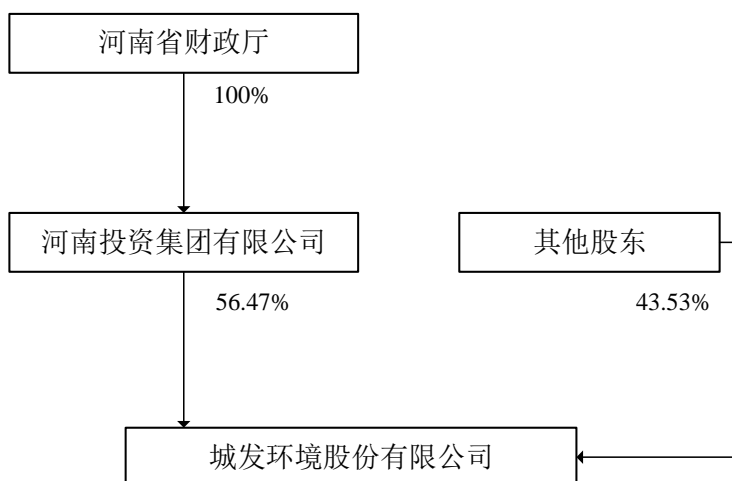 河南省财政厅
100%
河南投资集团有限公司
其他股东
56.47%
43.53%
城发环境股份有限公司